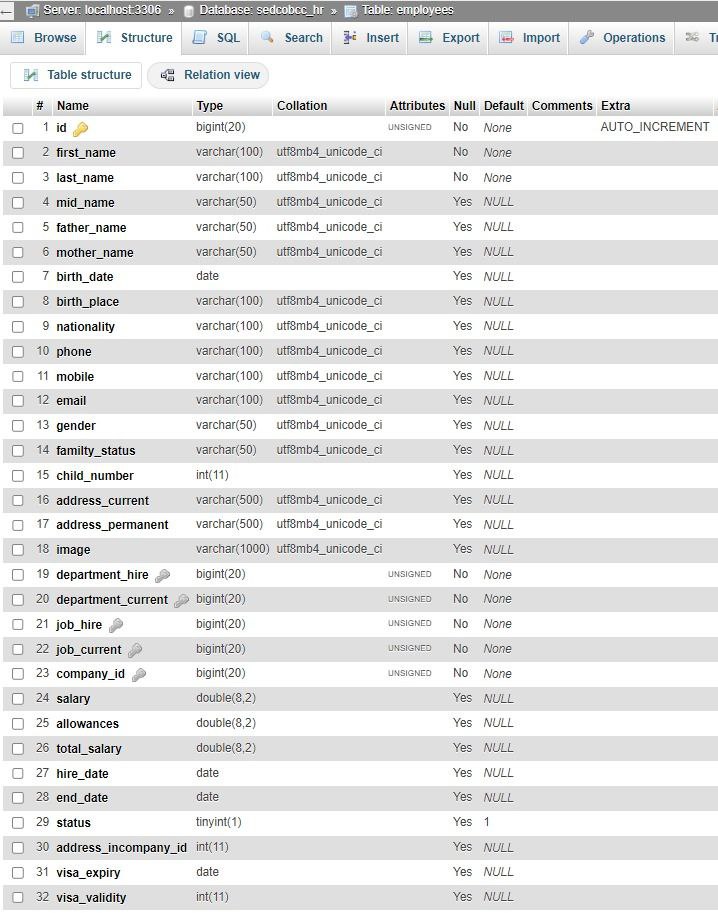 Server: localhost:3306 » Database: sedcobcc_hr » Table: employees
Browse Structure SQL Search Insert Export Import Operations Tr
Table structure Relation view
# Name Type Collation Attributes Null Default Comments Extra
1 id bigint(20) UNSIGNED No None AUTO_INCREMENT
2 first_name varchar(100) utf8mb4_unicode_ci No None
3 last_name varchar(100) utf8mb4_unicode_ci No None
4 mid_name varchar(50) utf8mb4_unicode_ci Yes NULL
5 father_name varchar(50) utf8mb4_unicode_ci Yes NULL
6 mother_name varchar(50) utf8mb4_unicode_ci Yes NULL
7 birth_date date Yes NULL
8 birth_place varchar(100) utf8mb4_unicode_ci Yes NULL
9 nationality varchar(100) utf8mb4_unicode_ci Yes NULL
10 phone varchar(100) utf8mb4_unicode_ci Yes NULL
11 mobile varchar(100) utf8mb4_unicode_ci Yes NULL
12 email varchar(100) utf8mb4_unicode_ci Yes NULL
13 gender varchar(50) utf8mb4_unicode_ci Yes NULL
14 familty_status varchar(50) utf8mb4_unicode_ci Yes NULL
15 child_number int(11) Yes NULL
16 address_current varchar(500) utf8mb4_unicode_ci Yes NULL
17 address_permanent varchar(500) utf8mb4_unicode_ci Yes NULL
18 image varchar(1000) utf8mb4_unicode_ci Yes NULL
19 department_hire bigint(20) UNSIGNED No None
20 department_current bigint(20) UNSIGNED No None
21 job_hire bigint(20) UNSIGNED No None
22 job_current bigint(20) UNSIGNED No None
23 company_id bigint(20) UNSIGNED No None
24 salary double(8,2) Yes NULL
25 allowances double(8,2) Yes NULL
26 total_salary double(8,2) Yes NULL
27 hire_date date Yes NULL
28 end_date date Yes NULL
29 status tinyint(1) Yes 1
30 address_incompany_id int(11) Yes NULL
31 visa_expiry date Yes NULL
32 visa_validity int(11) Yes NULL